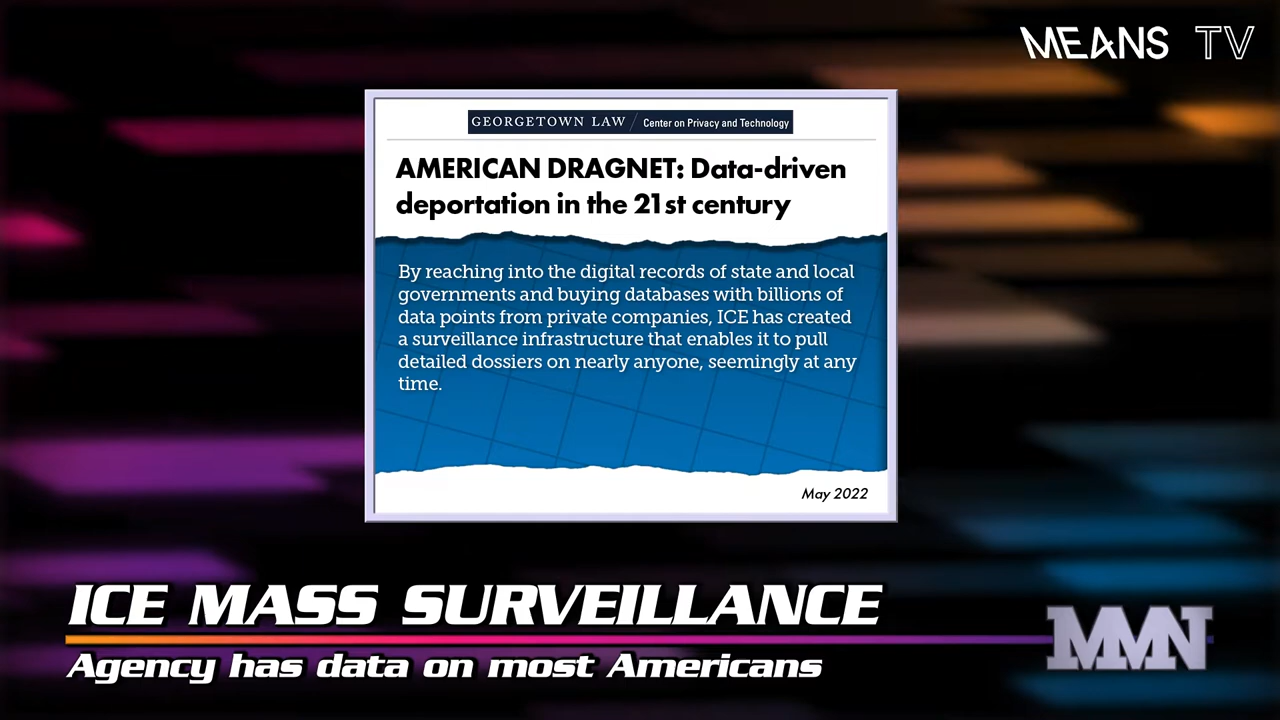 MEANS TV
GEORGETOWN LAW / Center on Privacy and Technology
AMERICAN DRAGNET: Data-driven
deportation in the 21st century
By reaching into the digital records of state and local
governments and buying databases with billions of
data points from private companies, ICE has created
a surveillance infrastructure that enables it to pull
detailed dossiers on nearly anyone, seemingly at any
time.
May 2022
ICE MASS SURVEILLANCE
Agency has data on most Americans
MMN